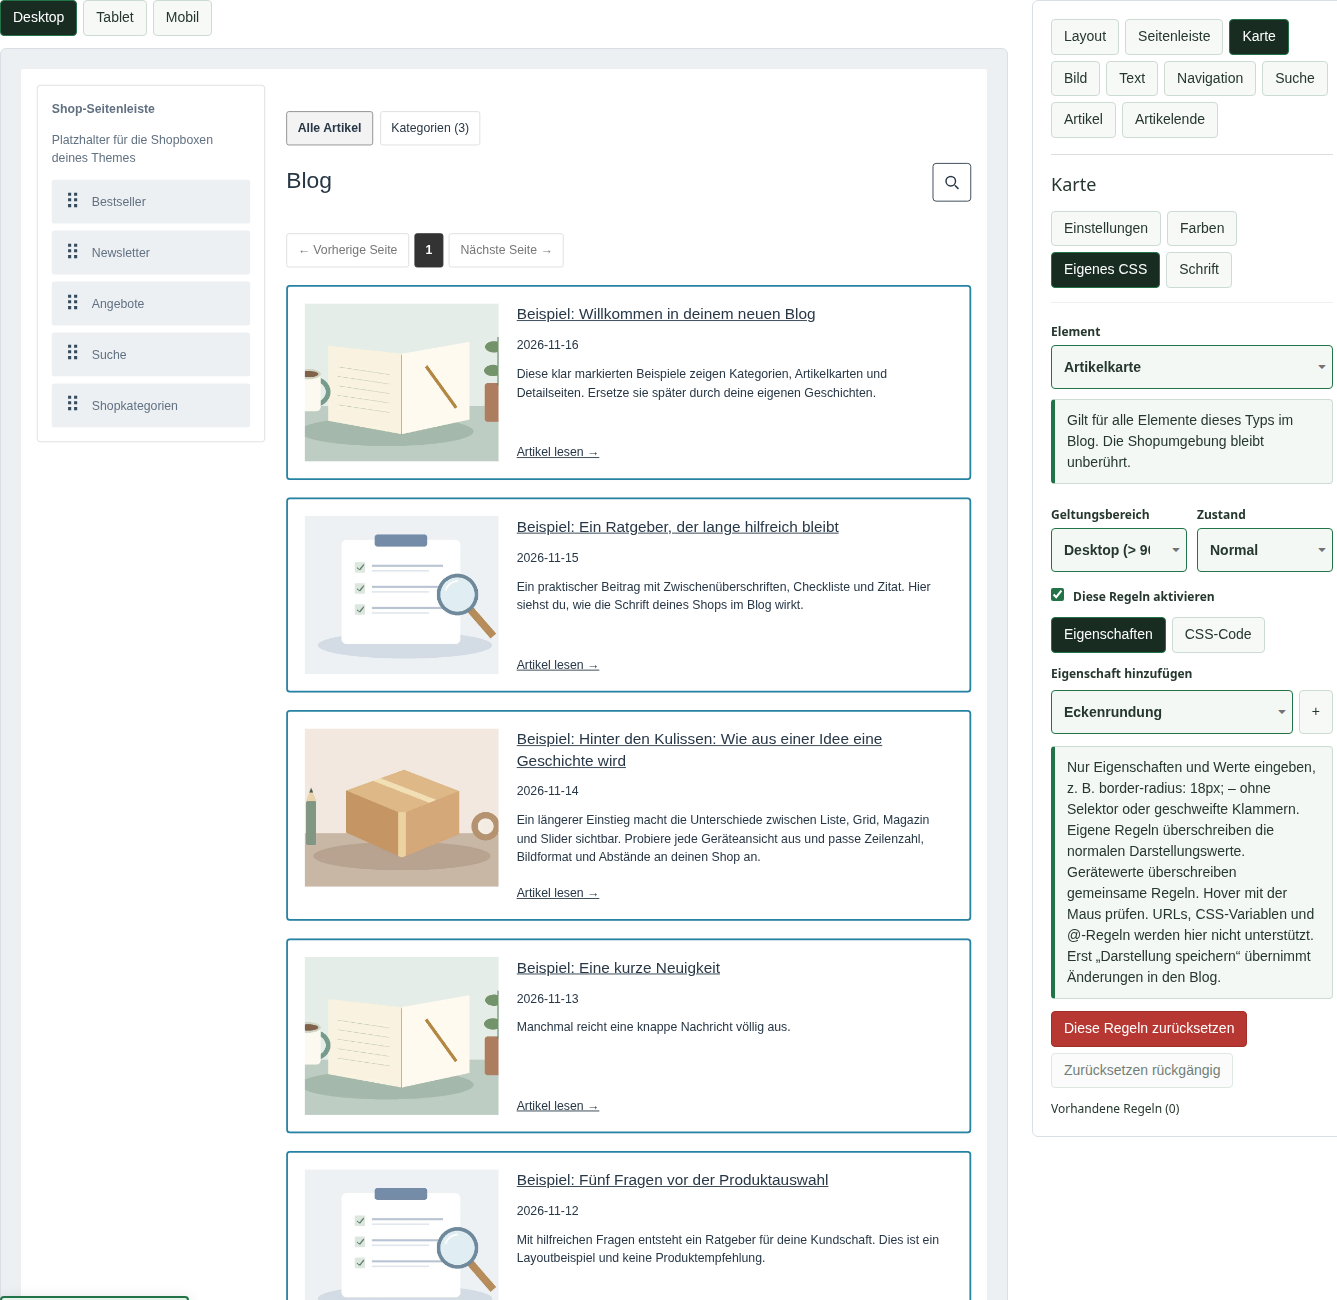 Desktop Tablet Mobil
Shop-Seitenleiste
Platzhalter für die Shopboxen
deines Themes
Bestseller
Newsletter
Angebote
Suche
Shopkategorien
Alle Artikel Kategorien (3)
Blog
← Vorherige Seite 1 Nächste Seite →
Beispiel: Willkommen in deinem neuen Blog
2026-11-16
Diese klar markierten Beispiele zeigen Kategorien, Artikelkarten und
Detailseiten. Ersetze sie später durch deine eigenen Geschichten.
Artikel lesen →
Beispiel: Ein Ratgeber, der lange hilfreich bleibt
2026-11-15
Ein praktischer Beitrag mit Zwischenüberschriften, Checkliste und Zitat. Hier
siehst du, wie die Schrift deines Shops im Blog wirkt.
Artikel lesen →
Beispiel: Hinter den Kulissen: Wie aus einer Idee eine
Geschichte wird
2026-11-14
Ein längerer Einstieg macht die Unterschiede zwischen Liste, Grid, Magazin
und Slider sichtbar. Probiere jede Geräteansicht aus und passe Zeilenzahl,
Bildformat und Abstände an deinen Shop an.
Artikel lesen →
Beispiel: Eine kurze Neuigkeit
2026-11-13
Manchmal reicht eine knappe Nachricht völlig aus.
Artikel lesen →
Beispiel: Fünf Fragen vor der Produktauswahl
2026-11-12
Mit hilfreichen Fragen entsteht ein Ratgeber für deine Kundschaft. Dies ist ein
Layoutbeispiel und keine Produktempfehlung.
Layout Seitenleiste Karte
Bild Text Navigation Suche
Artikel Artikelende
Karte
Einstellungen Farben
Eigenes CSS Schrift
Element
Artikelkarte
Gilt für alle Elemente dieses Typs im
Blog. Die Shopumgebung bleibt
unberührt.
Geltungsbereich Zustand
Desktop (> 9 Normal
Diese Regeln aktivieren
Eigenschaften CSS-Code
Eigenschaft hinzufügen
Eckenrundung +
Nur Eigenschaften und Werte eingeben,
z. B. border-radius: 18px; – ohne
Selektor oder geschweifte Klammern.
Eigene Regeln überschreiben die
normalen Darstellungswerte.
Gerätewerte überschreiben
gemeinsame Regeln. Hover mit der
Maus prüfen. URLs, CSS-Variablen und
@-Regeln werden hier nicht unterstützt.
Erst „Darstellung speichern“ übernimmt
Änderungen in den Blog.
Diese Regeln zurücksetzen
Zurücksetzen rückgängig
Vorhandene Regeln (0)